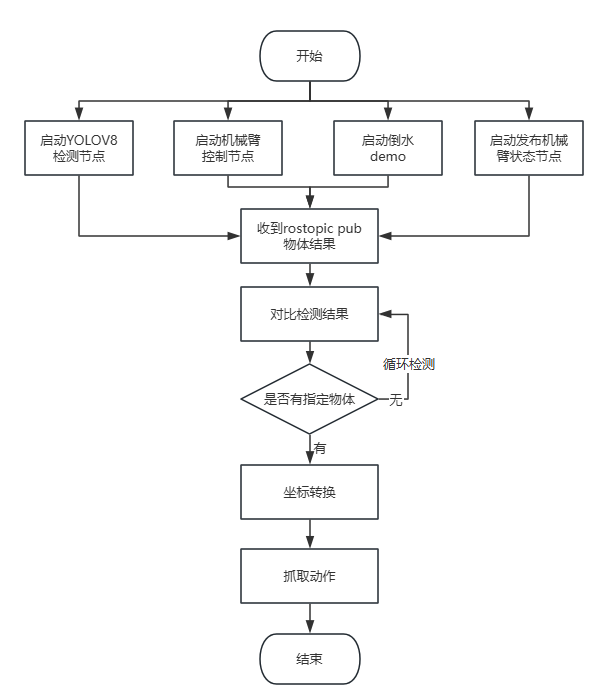 开始
启动YOLOV8
检测节点
启动机械臂
控制节点
启动倒水
demo
启动发布机械
臂状态节点
收到rostopic pub
物体结果
对比检测结果
循环检测
是否有指定物体
无
有
坐标转换
抓取动作
结束